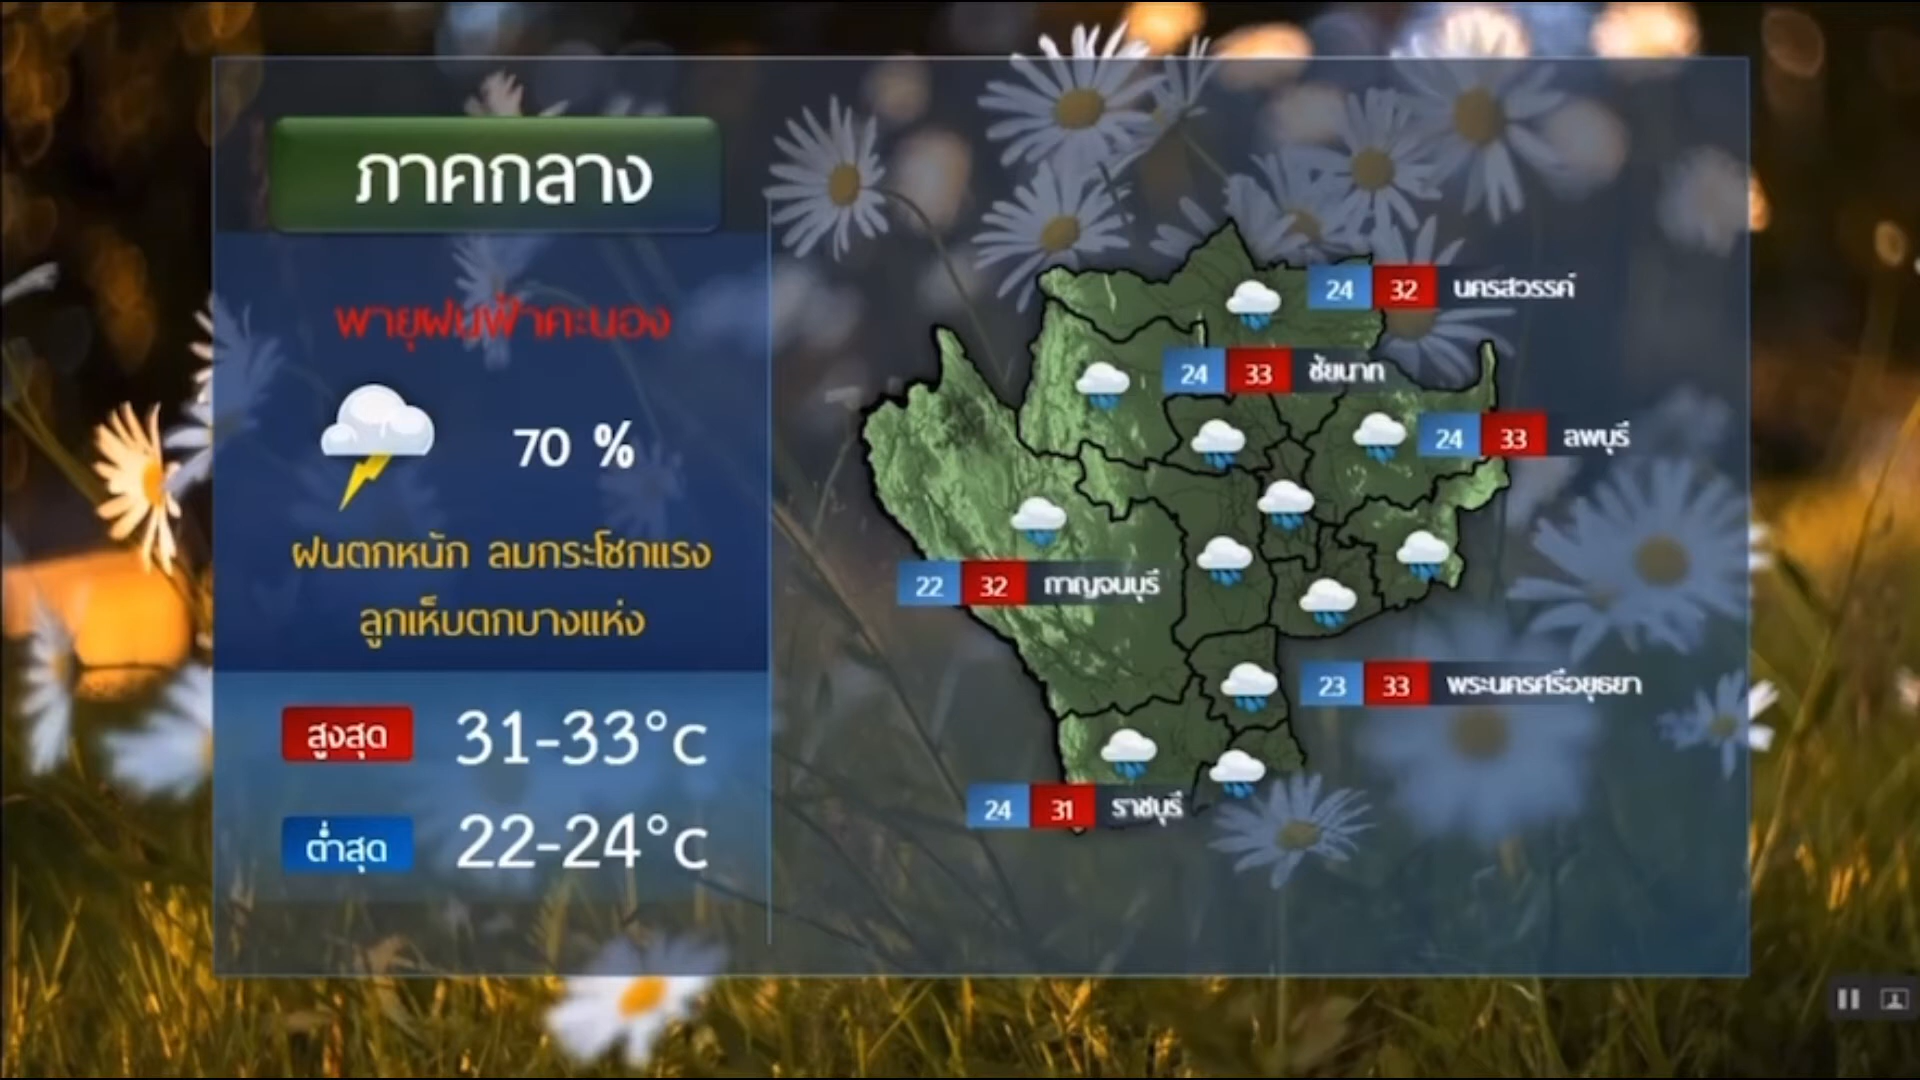 ภาคกลาง
พายุฝนฟ้าคะนอง
70 %
ฝนตกหนัก ลมกระโชกแรง
ลูกเห็บตกบางแห่ง
สูงสุด 31-33°c
ต่ำสุด 22-24°c
24 32 นครสวรรค์
24 33 ชัยนาท
24 33 ลพบุรี
22 32 กาญจนบุรี
23 33 พระนครศรีอยุธยา
24 31 ราชบุรี